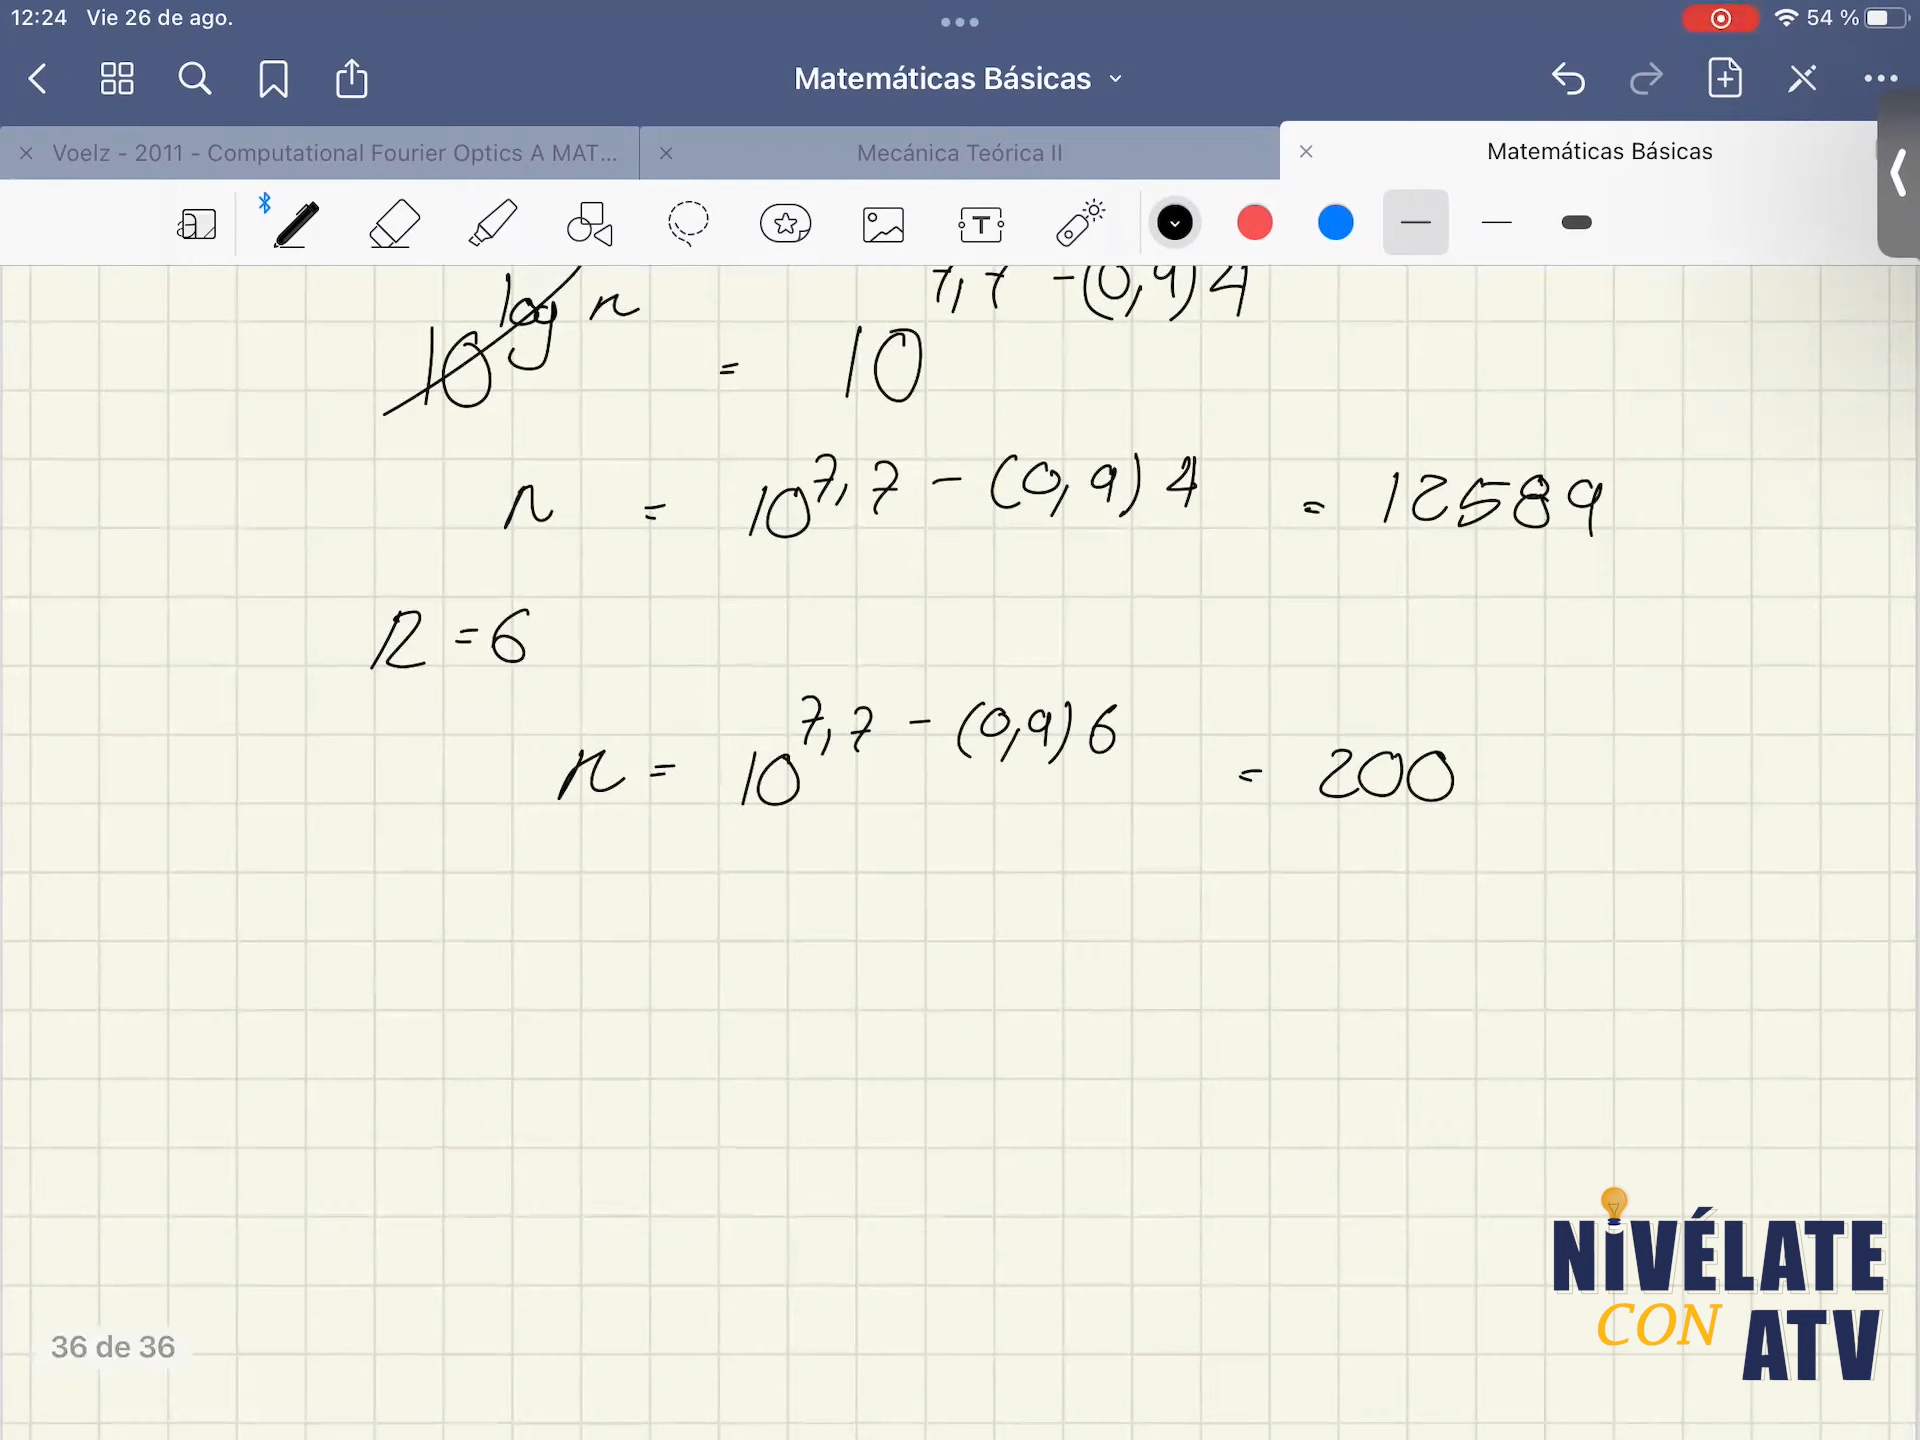 12:24 Vie 26 de ago. 54 %
Matemáticas Básicas
Voelz - 2011 - Computational Fourier Optics A MAT... Mecánica Teórica II Matemáticas Básicas
10^log n = 10^7,7 -(0,9)4
n = 10^7,7 - (0,9)4 = 12589
R = 6
n = 10^7,7 - (0,9)6 = 200
36 de 36
NIVÉLATE
CON
ATV